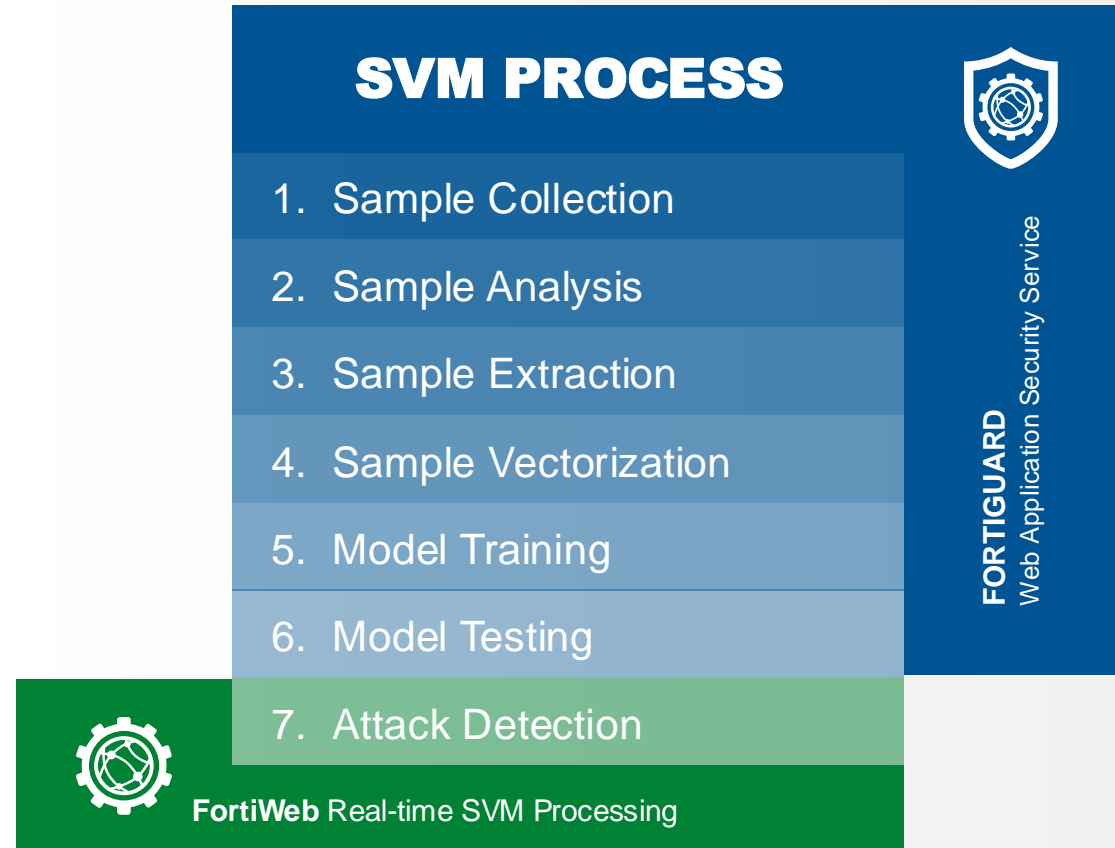 SVM PROCESS
1. Sample Collection
2. Sample Analysis
3. Sample Extraction
4. Sample Vectorization
5. Model Training
6. Model Testing
7. Attack Detection
FORTIGUARD
Web Application Security Service
FortiWeb Real-time SVM Processing